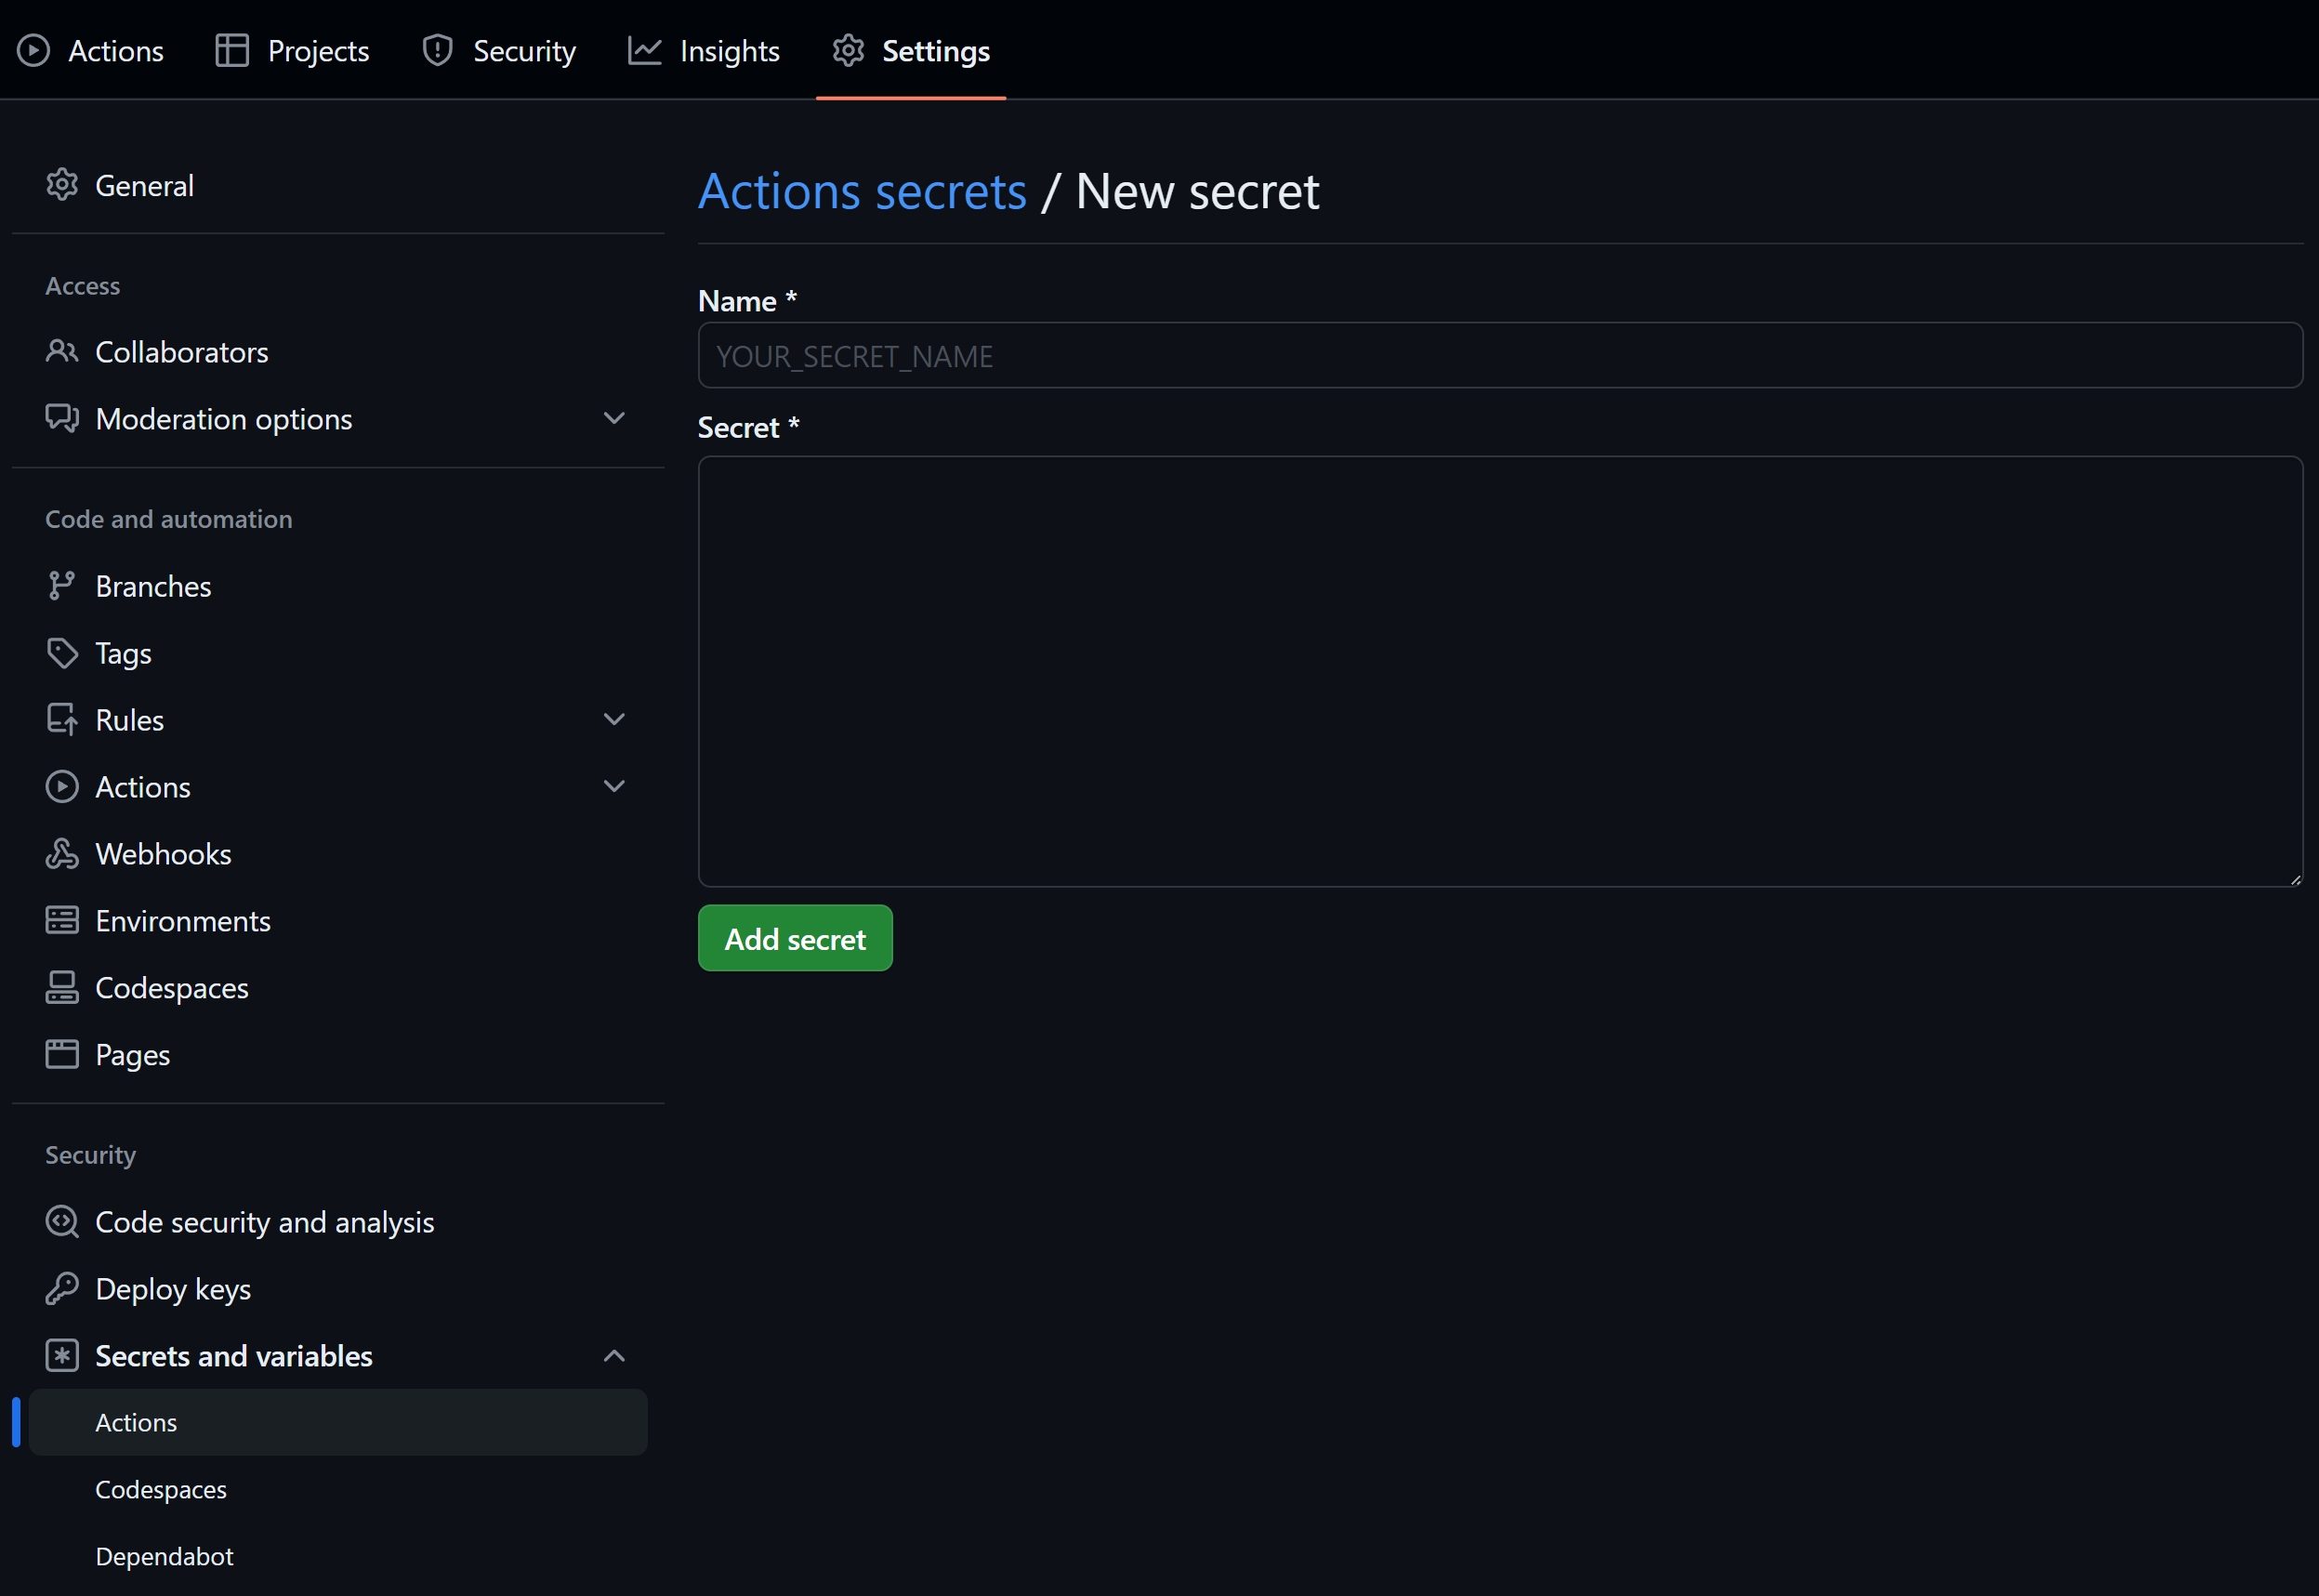 Actions Projects Security Insights Settings
General
Access
Collaborators
Moderation options
Code and automation
Branches
Tags
Rules
Actions
Webhooks
Environments
Codespaces
Pages
Security
Code security and analysis
Deploy keys
Secrets and variables
Actions
Codespaces
Dependabot
Actions secrets / New secret
Name *
YOUR_SECRET_NAME
Secret *
Add secret